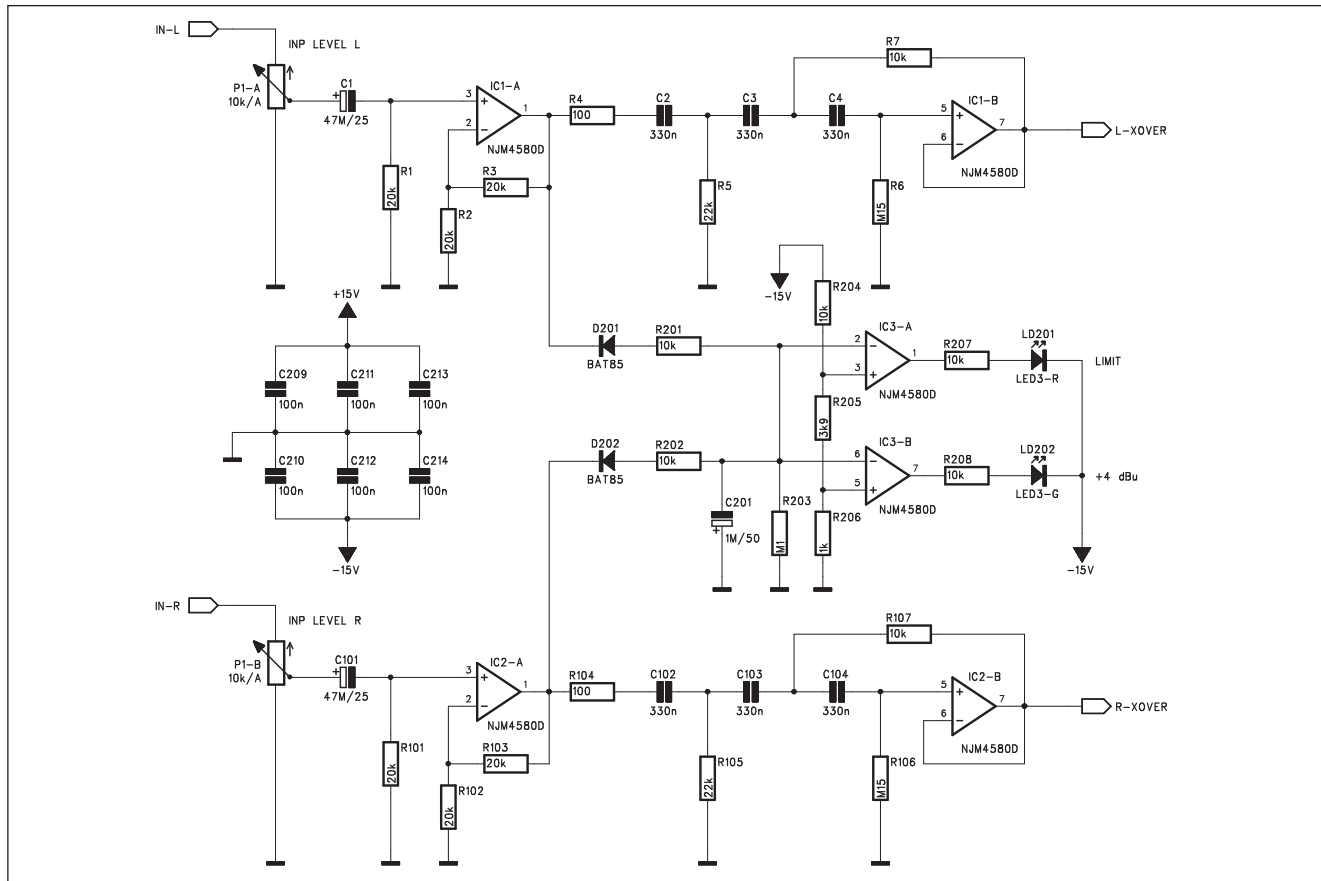 IN-L
INP LEVEL L
P1-A
10k/A
C1
+
47M/25
R1
20k
IC1-A
3
+
2
−
1
NJM4580D
R3
20k
R2
20k
R4
100
C2
330n
C3
330n
C4
330n
R5
22k
R6
M15
R7
10k
IC1-B
5
+
6
−
7
NJM4580D
L-XOVER
+15V
C209
100n
C211
100n
C213
100n
C210
100n
C212
100n
C214
100n
-15V
D201
BAT85
R201
10k
-15V
R204
10k
IC3-A
2
−
3
+
1
NJM4580D
R207
10k
LD201
LED3-R
LIMIT
R205
3k9
D202
BAT85
R202
10k
C201
+
1M/50
R203
M1
R206
1k
IC3-B
6
−
5
+
7
NJM4580D
R208
10k
LD202
LED3-G
+4 dBu
-15V
IN-R
INP LEVEL R
P1-B
10k/A
C101
+
47M/25
R101
20k
IC2-A
3
+
2
−
1
NJM4580D
R103
20k
R102
20k
R104
100
C102
330n
C103
330n
C104
330n
R105
22k
R106
M15
R107
10k
IC2-B
5
+
6
−
7
NJM4580D
R-XOVER